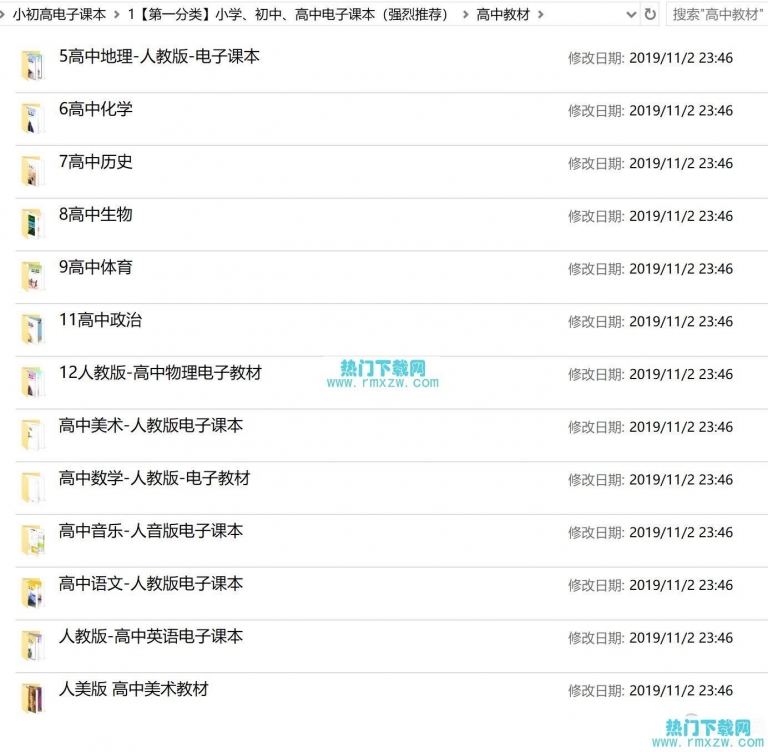 小初高电子课本 > 1【第一分类】小学、初中、高中电子课本（强烈推荐） > 高中教材 > 搜索"高中教材"
5高中地理-人教版-电子课本 修改日期: 2019/11/2 23:46
6高中化学 修改日期: 2019/11/2 23:46
7高中历史 修改日期: 2019/11/2 23:46
8高中生物 修改日期: 2019/11/2 23:46
9高中体育 修改日期: 2019/11/2 23:46
11高中政治 修改日期: 2019/11/2 23:46
12人教版-高中物理电子教材 修改日期: 2019/11/2 23:46
热门下载网
www.rmxzw.com
高中美术-人教版电子课本 修改日期: 2019/11/2 23:46
高中数学-人教版-电子教材 修改日期: 2019/11/2 23:46
高中音乐-人音版电子课本 修改日期: 2019/11/2 23:46
高中语文-人教版电子课本 修改日期: 2019/11/2 23:46
人教版-高中英语电子课本 修改日期: 2019/11/2 23:46
人美版 高中美术教材 修改日期: 2019/11/2 23:46
热门下载网
www.rmxzw.com